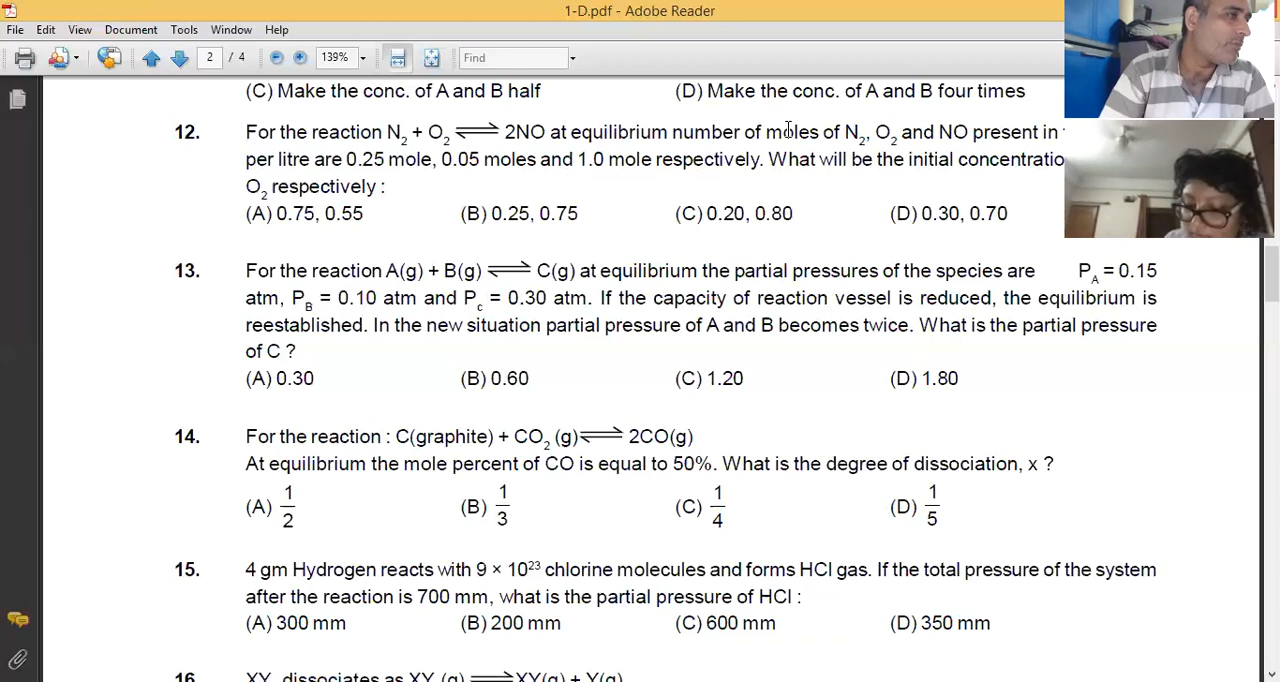 1-D.pdf - Adobe Reader
File Edit View Document Tools Window Help
2 / 4 139% Find
(C) Make the conc. of A and B half (D) Make the conc. of A and B four times
12. For the reaction N₂ + O₂ ⇌ 2NO at equilibrium number of moles of N₂, O₂ and NO present in
per litre are 0.25 mole, 0.05 moles and 1.0 mole respectively. What will be the initial
O₂ respectively :
(A) 0.75, 0.55 (B) 0.25, 0.75 (C) 0.20, 0.80 (D) 0.30, 0.70
13. For the reaction A(g) + B(g) ⇌ C(g) at equilibrium the partial pressures of the species are P_A = 0.15
atm, P_B = 0.10 atm and P_c = 0.30 atm. If the capacity of reaction vessel is reduced, the equilibrium is
reestablished. In the new situation partial pressure of A and B becomes twice. What is the partial pressure
of C ?
(A) 0.30 (B) 0.60 (C) 1.20 (D) 1.80
14. For the reaction : C(graphite) + CO₂ (g) ⇌ 2CO(g)
At equilibrium the mole percent of CO is equal to 50%. What is the degree of dissociation, x ?
(A) 1/2 (B) 1/3 (C) 1/4 (D) 1/5
15. 4 gm Hydrogen reacts with 9 × 10²³ chlorine molecules and forms HCl gas. If the total pressure of the system
after the reaction is 700 mm, what is the partial pressure of HCl :
(A) 300 mm (B) 200 mm (C) 600 mm (D) 350 mm
16. XY dissociates as XY (g) ⇌ XY(g) + Y(g)